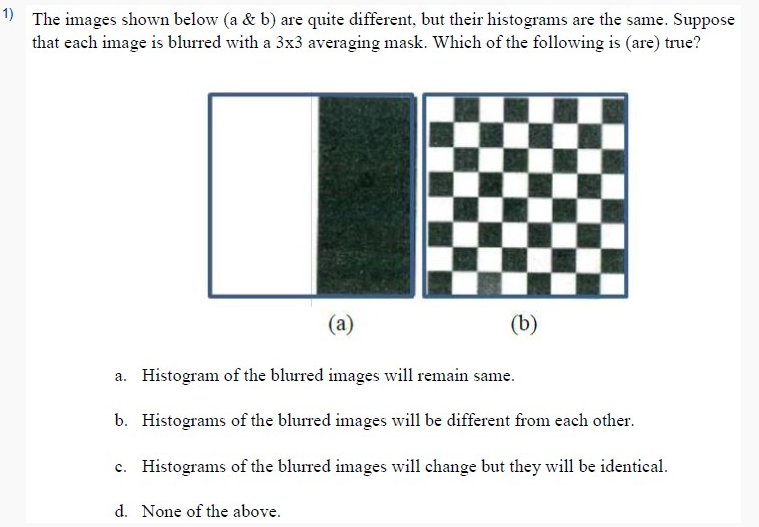 1) The images shown below (a & b) are quite different, but their histograms are the same. Suppose
that each image is blurred with a 3x3 averaging mask. Which of the following is (are) true?
(a) (b)
a. Histogram of the blurred images will remain same.
b. Histograms of the blurred images will be different from each other.
c. Histograms of the blurred images will change but they will be identical.
d. None of the above.